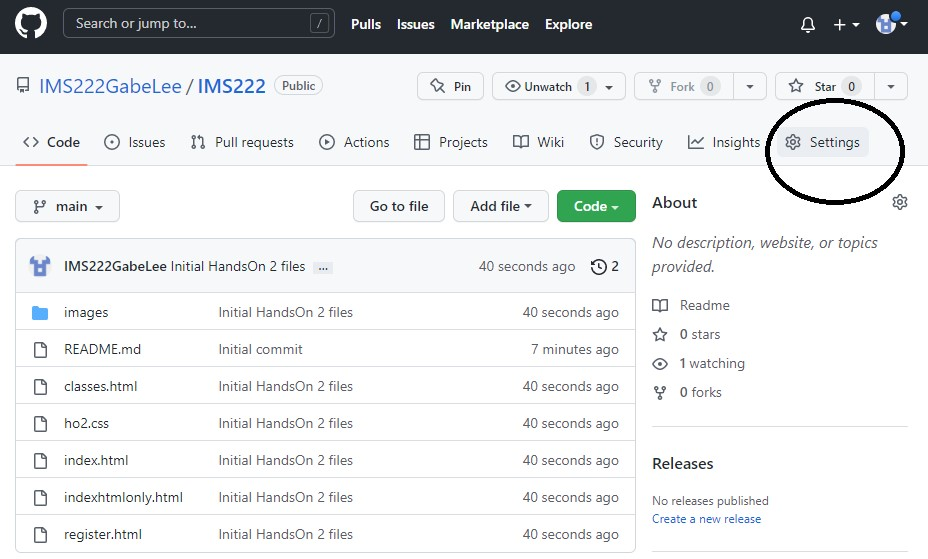 Search or jump to... /
Pulls Issues Marketplace Explore
IMS222GabeLee / IMS222 Public
Pin Unwatch 1 Fork 0 Star 0
Code Issues Pull requests Actions Projects Wiki Security Insights Settings
main Go to file Add file Code
IMS222GabeLee Initial HandsOn 2 files ... 40 seconds ago 2
images Initial HandsOn 2 files 40 seconds ago
README.md Initial commit 7 minutes ago
classes.html Initial HandsOn 2 files 40 seconds ago
ho2.css Initial HandsOn 2 files 40 seconds ago
index.html Initial HandsOn 2 files 40 seconds ago
indexhtmlonly.html Initial HandsOn 2 files 40 seconds ago
register.html Initial HandsOn 2 files 40 seconds ago
About
No description, website, or topics
provided.
Readme
0 stars
1 watching
0 forks
Releases
No releases published
Create a new release